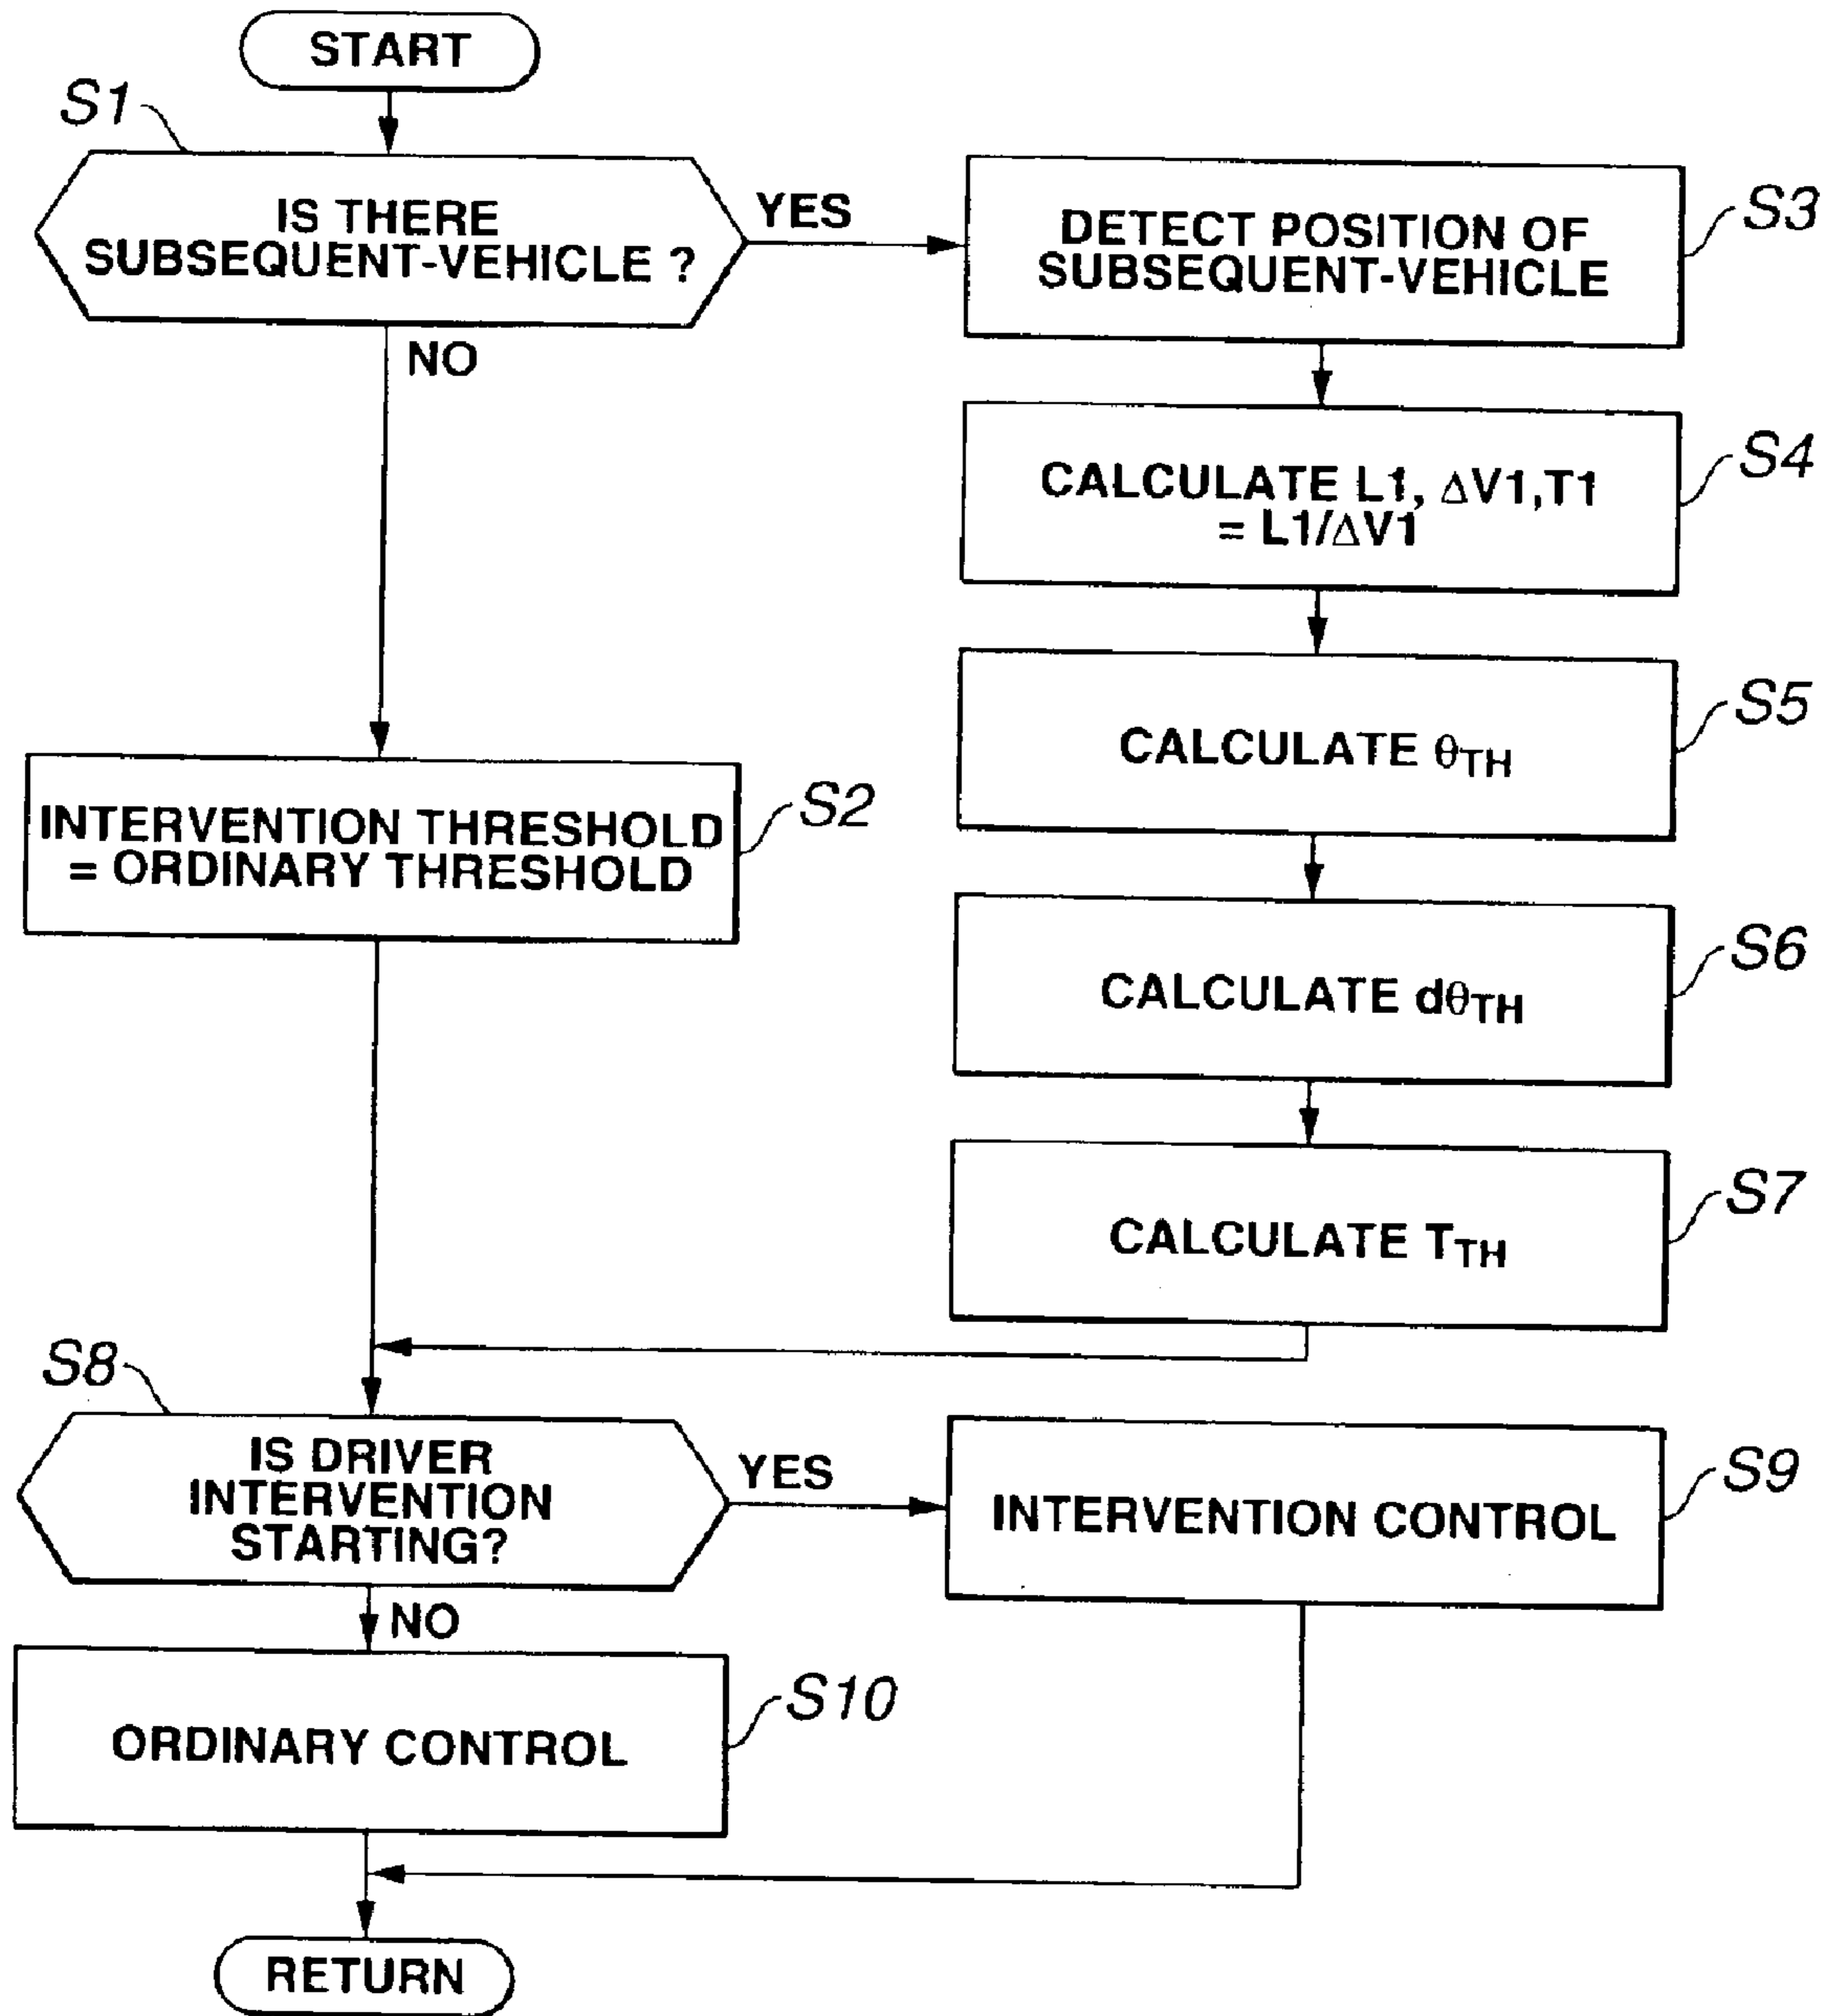 START
S1
IS THERE
SUBSEQUENT-VEHICLE ?
YES
NO
DETECT POSITION OF
SUBSEQUENT-VEHICLE
S3
CALCULATE L1, ΔV1,T1
= L1/ΔV1
S4
CALCULATE θTH
S5
INTERVENTION THRESHOLD
= ORDINARY THRESHOLD
S2
CALCULATE dθTH
S6
CALCULATE TTH
S7
S8
IS DRIVER
INTERVENTION
STARTING?
YES
NO
INTERVENTION CONTROL
S9
ORDINARY CONTROL
S10
RETURN